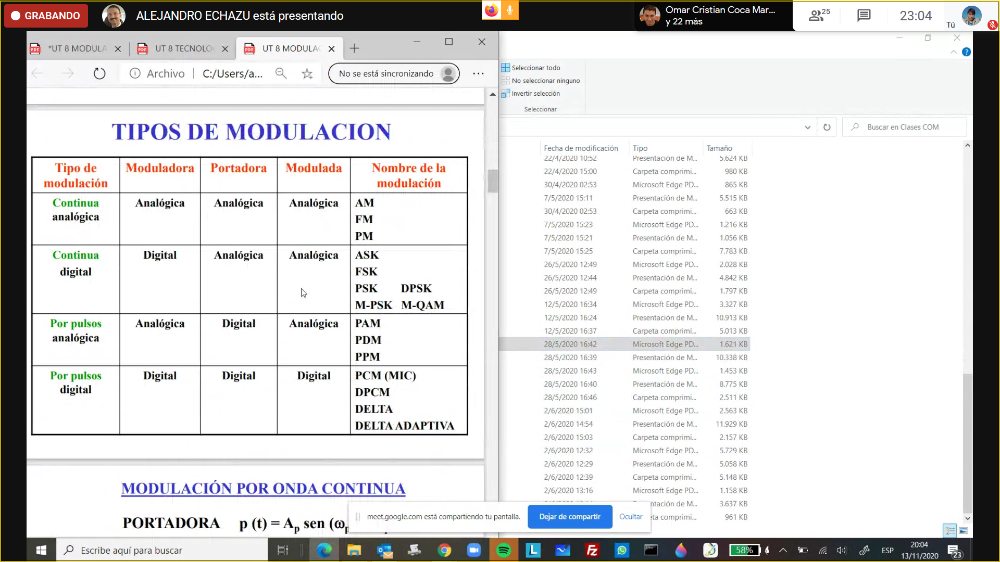 GRABANDO
ALEJANDRO ECHAZU está presentando
Omar Cristian Coca Mar...
y 22 más
25
23:04
Tú
*UT 8 MODULA
UT 8 TECNOLO
UT 8 MODULAC
Archivo
C:/Users/a...
No se está sincronizando
TIPOS DE MODULACION
Tipo de modulación Moduladora Portadora Modulada Nombre de la modulación
Continua analógica Analógica Analógica Analógica AM
FM
PM
Continua digital Digital Analógica Analógica ASK
FSK
PSK DPSK
M-PSK M-QAM
Por pulsos analógica Analógica Digital Analógica PAM
PDM
PPM
Por pulsos digital Digital Digital Digital PCM (MIC)
DPCM
DELTA
DELTA ADAPTIVA
MODULACIÓN POR ONDA CONTINUA
PORTADORA p (t) = Ap sen (ωp
Seleccionar todo
No seleccionar ninguno
Invertir selección
Seleccionar
Buscar en Clases COM
Fecha de modificación Tipo Tamaño
22/4/2020 10:52 Presentación de M... 5.624 KB
22/4/2020 15:00 Carpeta comprimi... 980 KB
30/4/2020 02:53 Microsoft Edge PD... 865 KB
7/5/2020 15:11 Presentación de M... 5.515 KB
30/4/2020 02:53 Carpeta comprimi... 663 KB
7/5/2020 15:23 Microsoft Edge PD... 1.216 KB
7/5/2020 15:21 Presentación de M... 1.056 KB
7/5/2020 15:25 Carpeta comprimi... 7.783 KB
26/5/2020 12:49 Microsoft Edge PD... 2.028 KB
26/5/2020 12:44 Presentación de M... 4.842 KB
26/5/2020 12:49 Carpeta comprimi... 1.797 KB
12/5/2020 16:34 Microsoft Edge PD... 3.327 KB
12/5/2020 16:24 Presentación de M... 10.913 KB
12/5/2020 16:37 Carpeta comprimi... 5.013 KB
28/5/2020 16:42 Microsoft Edge PD... 1.621 KB
28/5/2020 16:39 Presentación de M... 10.338 KB
28/5/2020 16:43 Microsoft Edge PD... 1.453 KB
28/5/2020 16:40 Presentación de M... 8.775 KB
28/5/2020 16:46 Carpeta comprimi... 2.511 KB
2/6/2020 15:01 Microsoft Edge PD... 2.563 KB
2/6/2020 14:54 Presentación de M... 11.929 KB
2/6/2020 15:03 Carpeta comprimi... 2.157 KB
2/6/2020 12:32 Microsoft Edge PD... 5.729 KB
2/6/2020 12:29 Presentación de M... 5.058 KB
2/6/2020 12:39 Carpeta comprimi... 5.148 KB
2/6/2020 13:16 Microsoft Edge PD... 1.158 KB
ntación de M... 3.637 KB
eta comprimi... 961 KB
meet.google.com está compartiendo tu pantalla.
Dejar de compartir
Ocultar
Escribe aquí para buscar
58%
ESP
20:04
13/11/2020
23